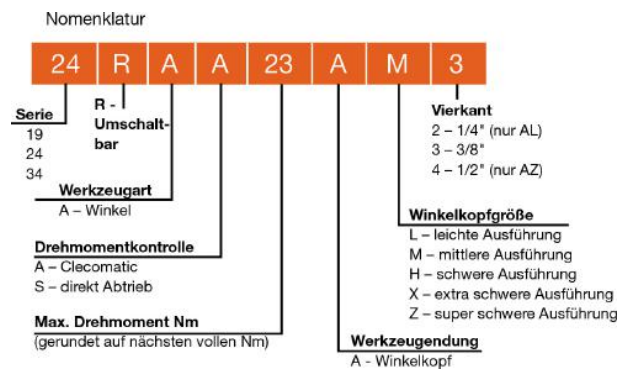 Nomenklatur
24 R A A 23 A M 3
Serie
19
24
34
R -
Umschalt-
bar
Werkzeugart
A – Winkel
Drehmomentkontrolle
A – Clecomatic
S – direkt Abtrieb
Max. Drehmoment Nm
(gerundet auf nächsten vollen Nm)
Vierkant
2 – 1/4" (nur AL)
3 – 3/8"
4 – 1/2" (nur AZ)
Winkelkopfgröße
L – leichte Ausführung
M – mittlere Ausführung
H – schwere Ausführung
X – extra schwere Ausführung
Z – super schwere Ausführung
Werkzeugendung
A - Winkelkopf